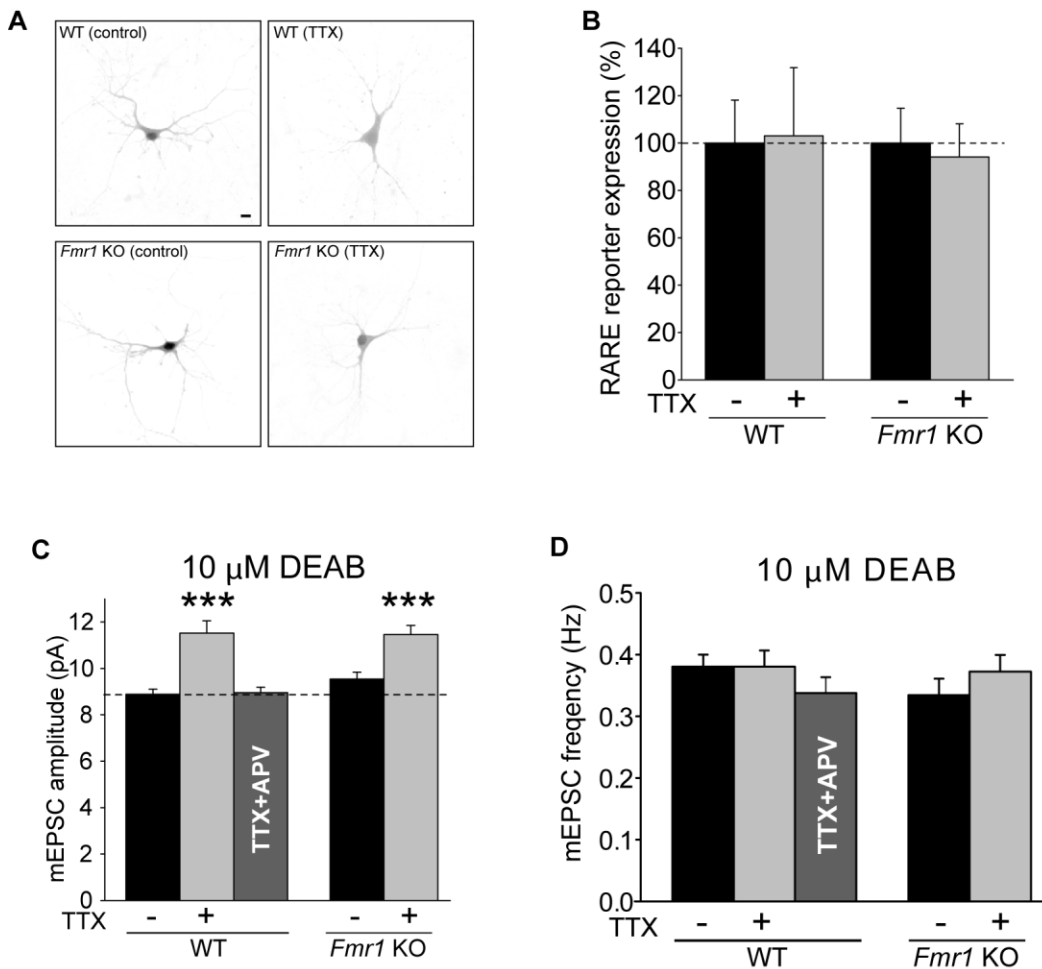 A
WT (control)
WT (TTX)
Fmr1 KO (control)
Fmr1 KO (TTX)
B
RARE reporter expression (%)
140
120
100
80
60
40
20
0
TTX - + - +
WT Fmr1 KO
C
10 μM DEAB
*** ***
mEPSC amplitude (pA)
12
10
8
6
4
2
0
TTX+APV
TTX - + - +
WT Fmr1 KO
D
10 μM DEAB
mEPSC freqency (Hz)
0.5
0.4
0.3
0.2
0.1
0.0
TTX+APV
TTX - + - +
WT Fmr1 KO